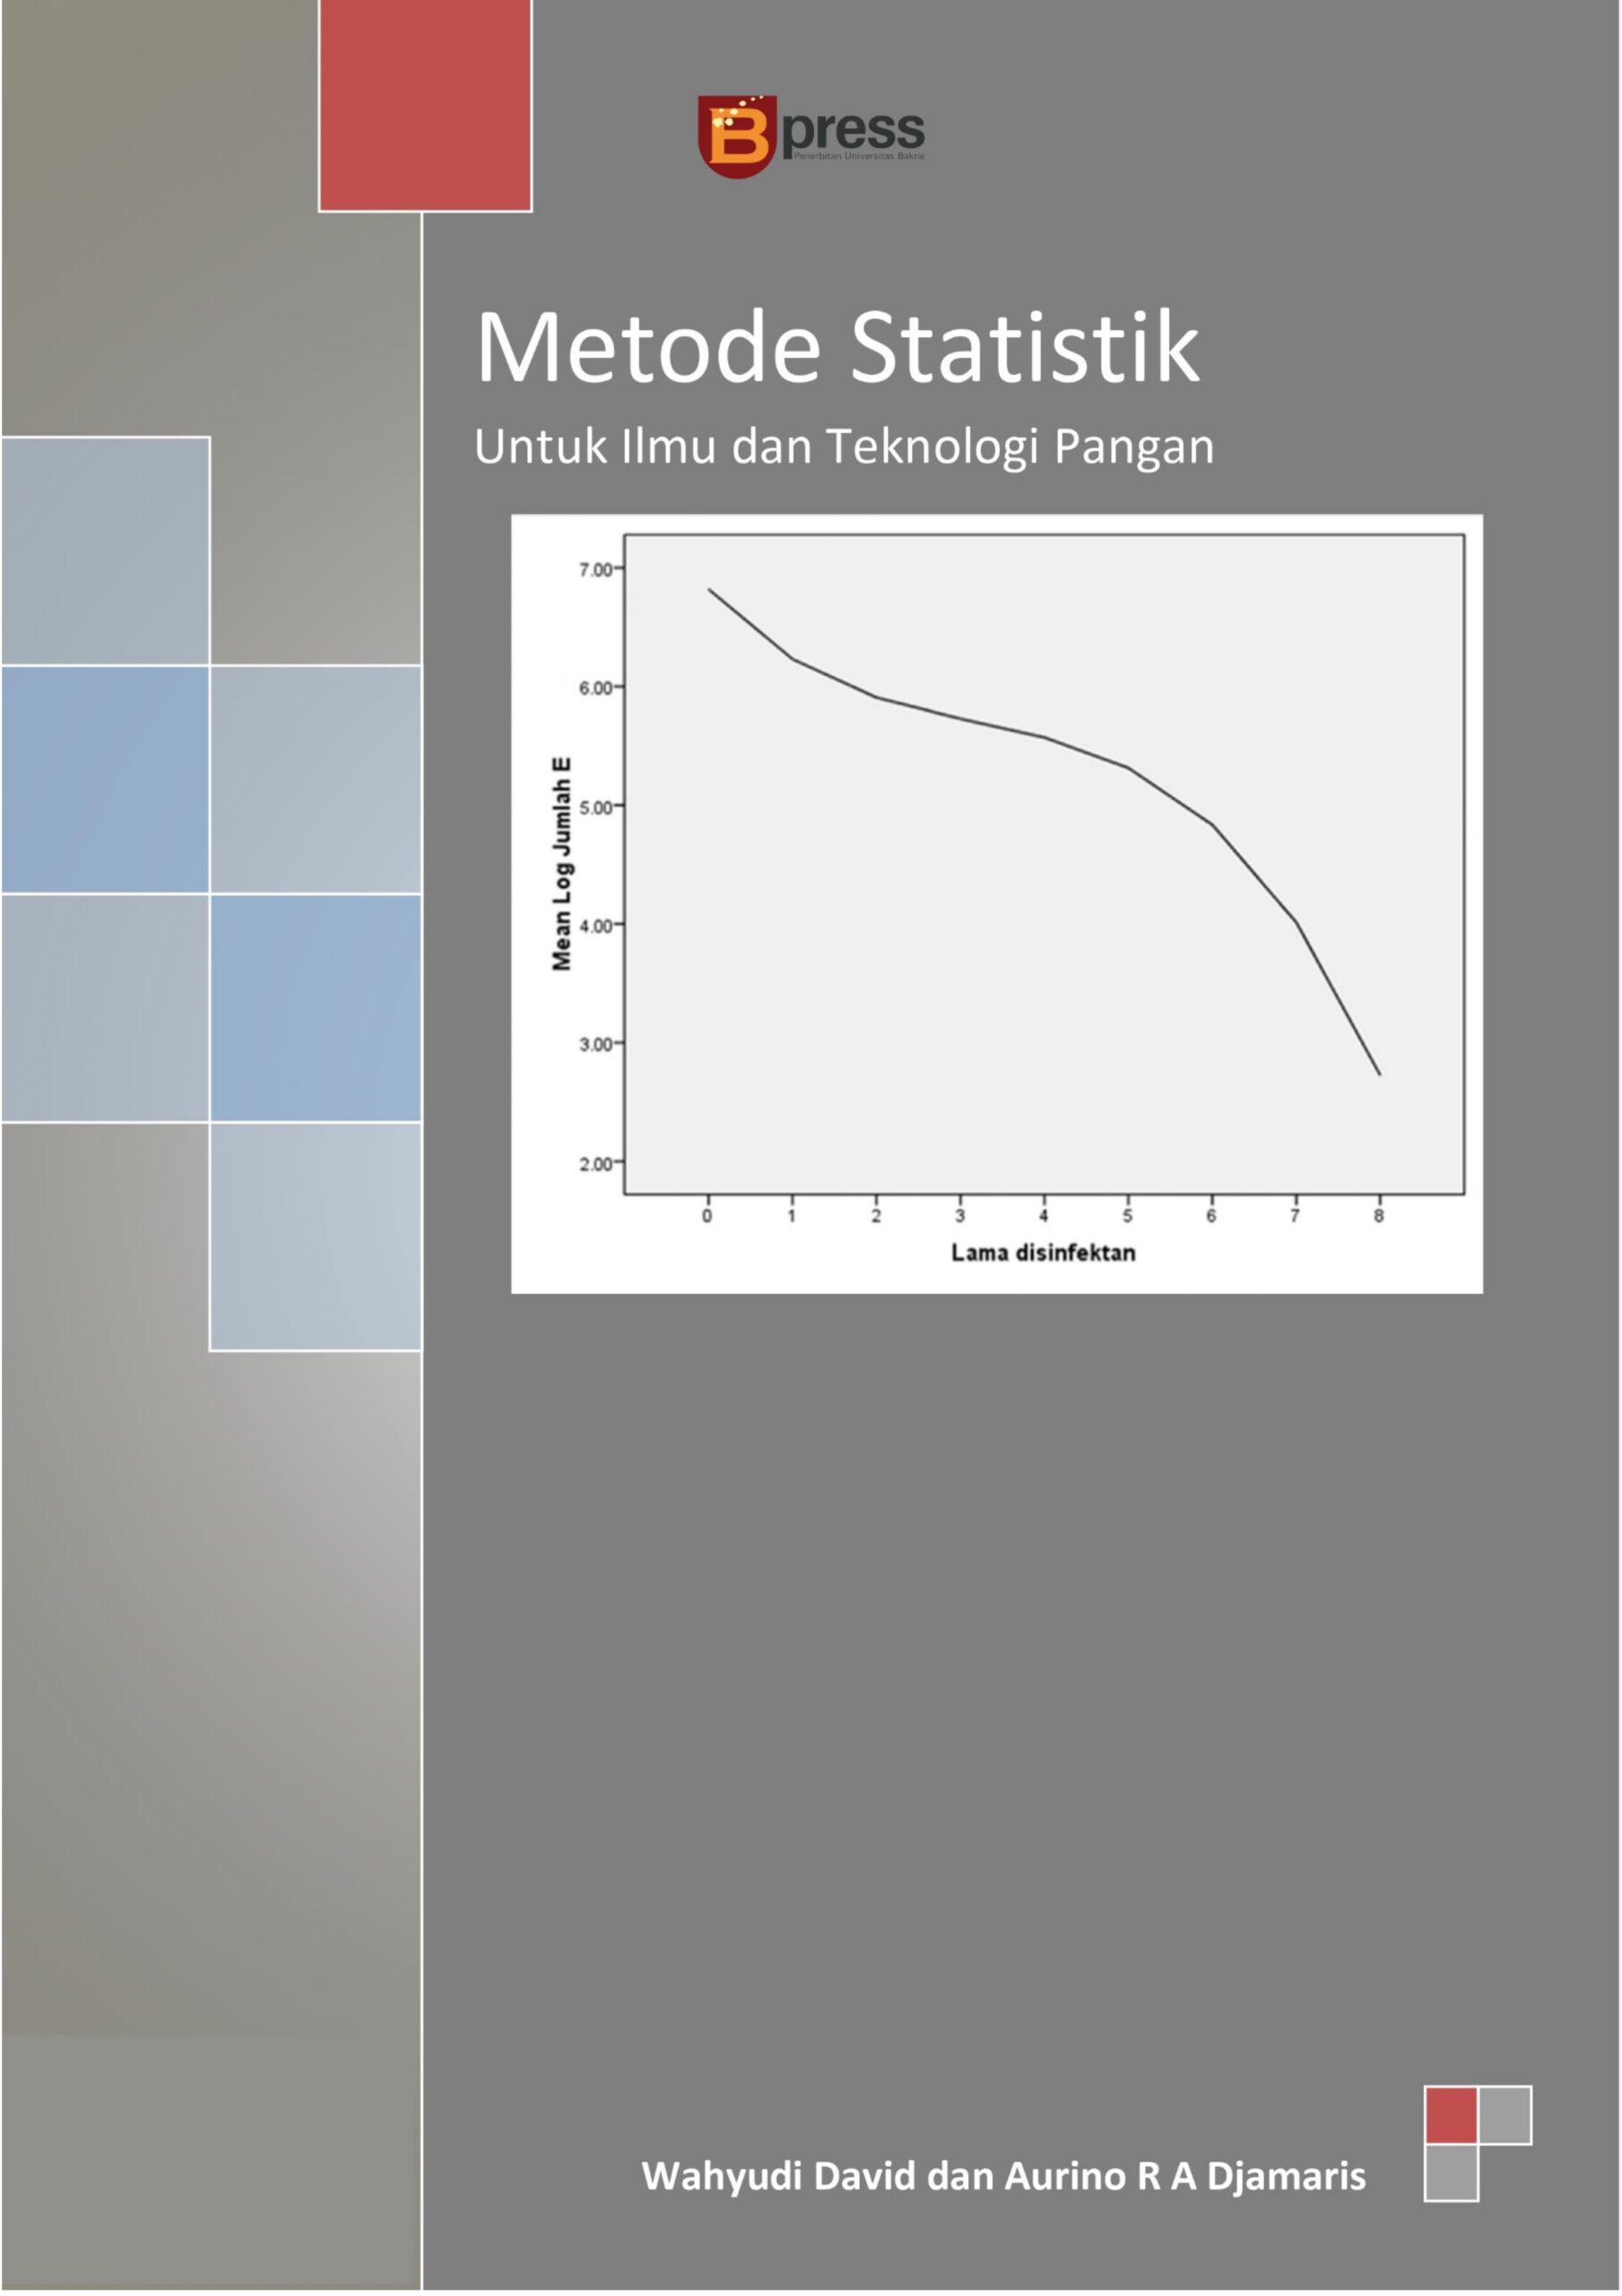 B press
Penerbitan Universitas Bakrie
Metode Statistik
Untuk Ilmu dan Teknologi Pangan
7.00
6.00
5.00
4.00
3.00
2.00
Mean Log Jumlah E
0 1 2 3 4 5 6 7 8
Lama disinfektan
Wahyudi David dan Aurino R A Djamaris